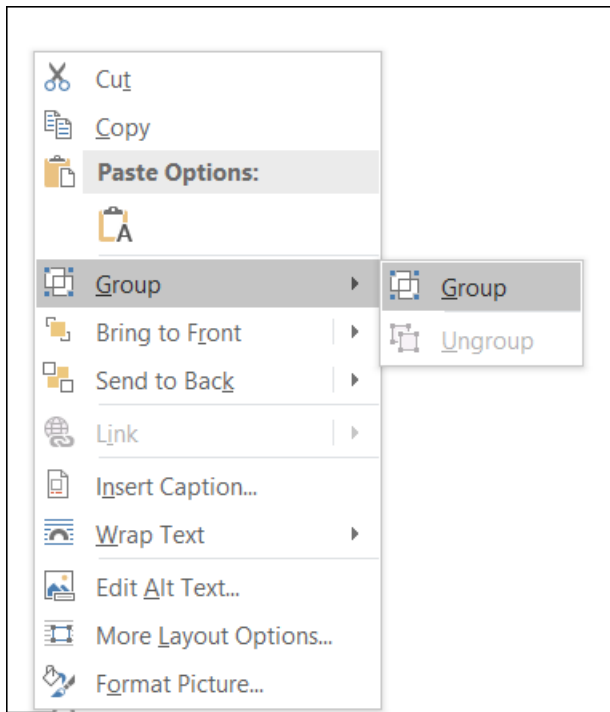 Cut
Copy
Paste Options:
A
Group
Group
Bring to Front
Ungroup
Send to Back
Link
Insert Caption...
Wrap Text
Edit Alt Text...
More Layout Options...
Format Picture...